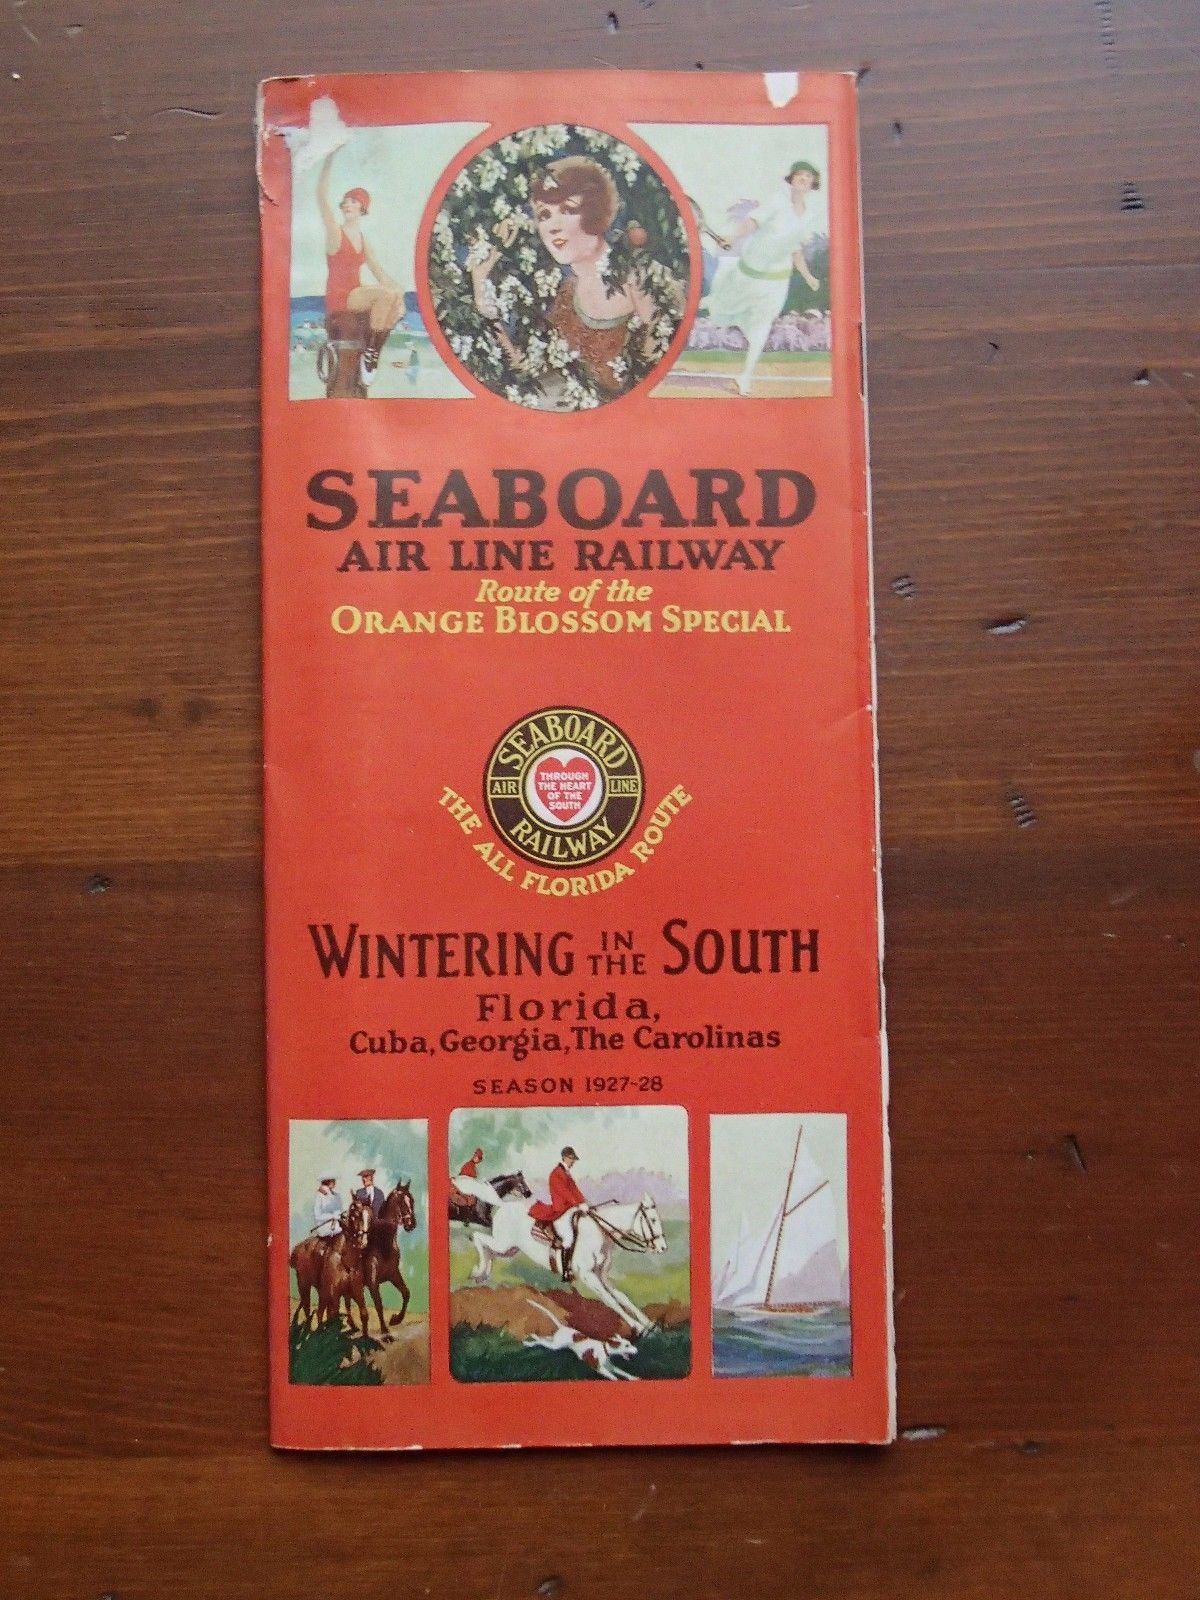 SEABOARD
AIR LINE RAILWAY
Route of the
ORANGE BLOSSOM SPECIAL
SEABOARD
AIR
THROUGH
THE HEART
OF THE
SOUTH
LINE
RAILWAY
THE ALL FLORIDA ROUTE
WINTERING IN THE SOUTH
Florida,
Cuba, Georgia, The Carolinas
SEASON 1927-28